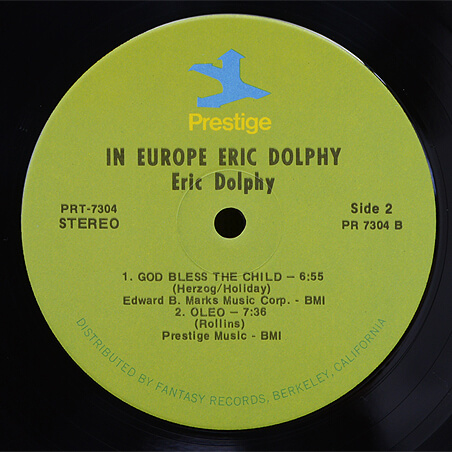 Prestige
IN EUROPE ERIC DOLPHY
Eric Dolphy
PRT-7304
STEREO
Side 2
PR 7304 B
1. GOD BLESS THE CHILD – 6:55
(Herzog/Holiday)
Edward B. Marks Music Corp. - BMI
2. OLEO – 7:36
(Rollins)
Prestige Music - BMI
DISTRIBUTED BY FANTASY RECORDS, BERKELEY, CALIFORNIA